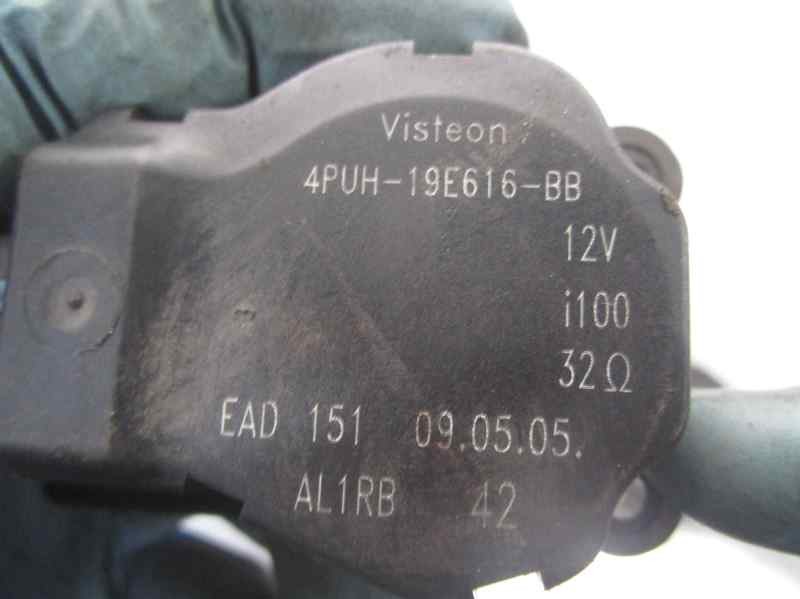 Visteon
4PUH-19E616-BB
12V
i100
32Ω
EAD 151 09.05.05.
AL1RB 42